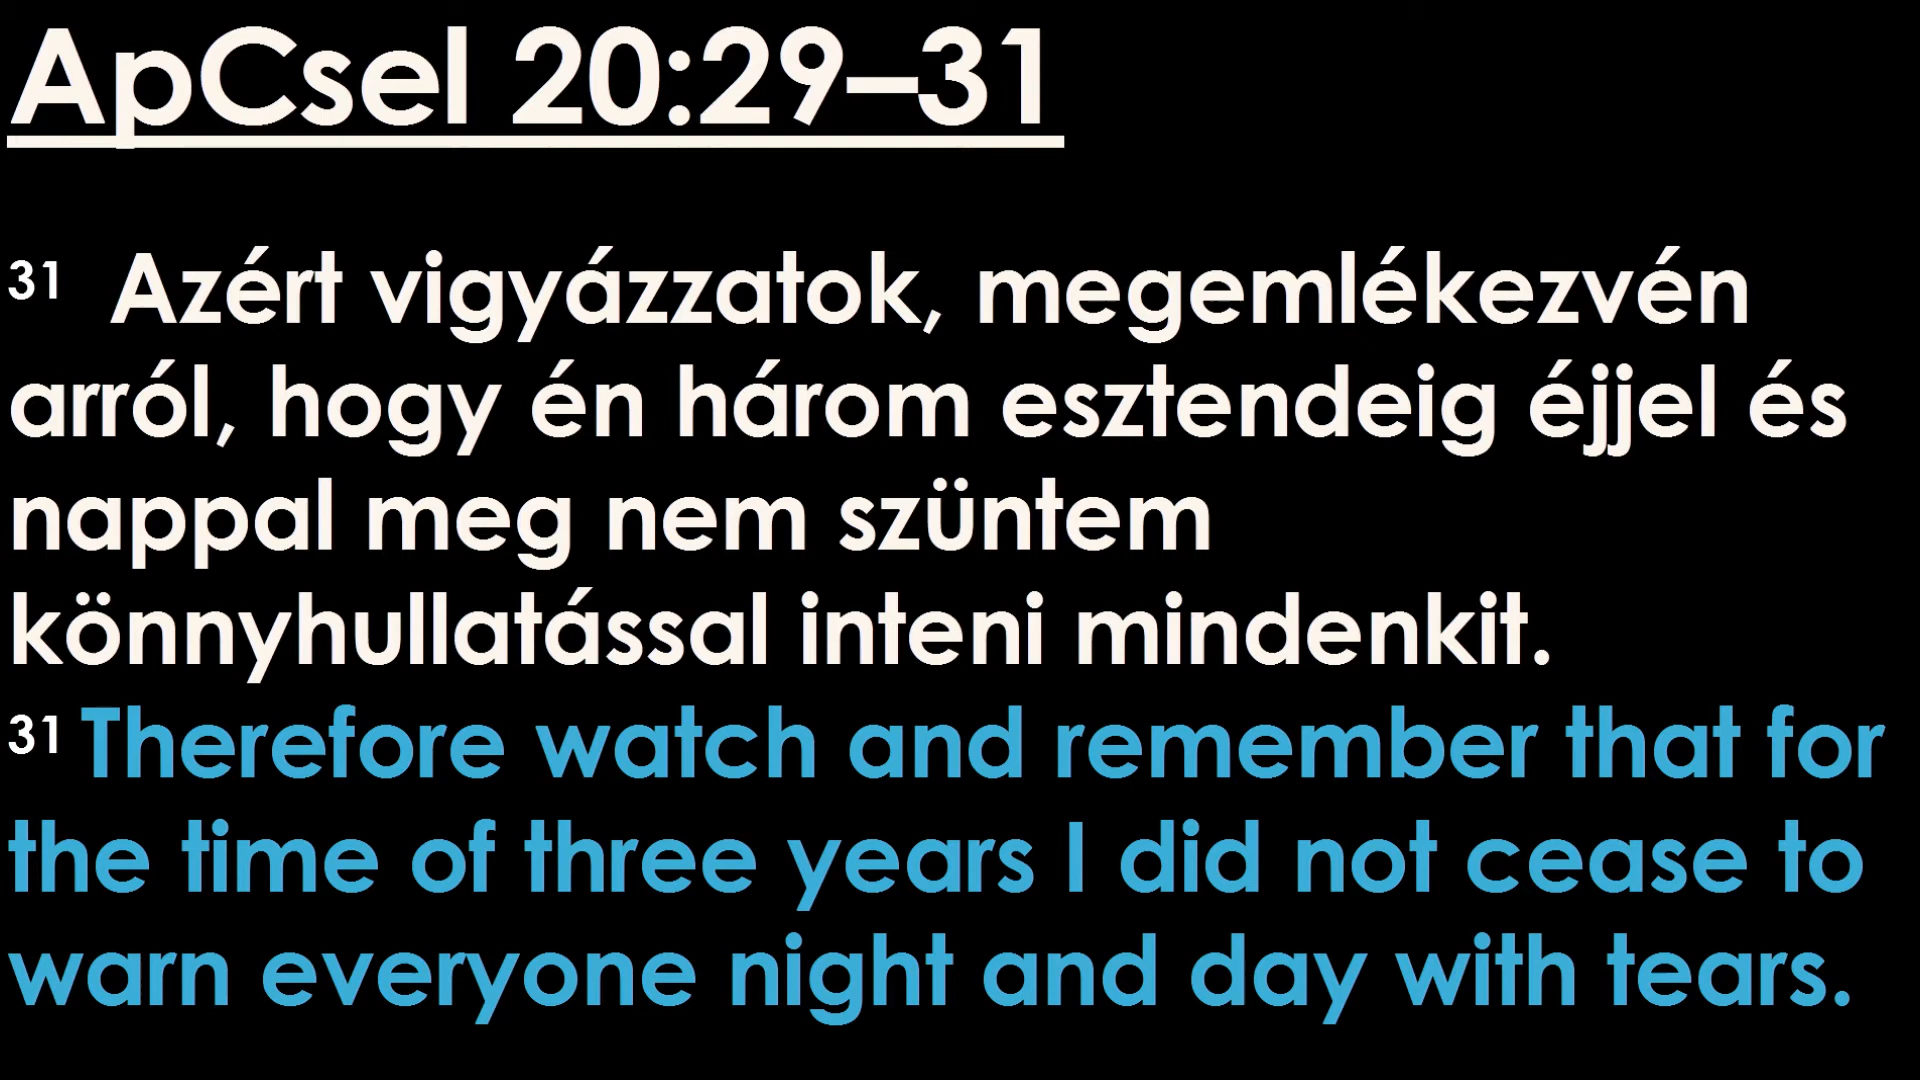 ApCsel 20:29–31
31 Azért vigyázzatok, megemlékezvén
arról, hogy én három esztendeig éjjel és
nappal meg nem szüntem
könnyhullatással inteni mindenkit.
31 Therefore watch and remember that for
the time of three years I did not cease to
warn everyone night and day with tears.